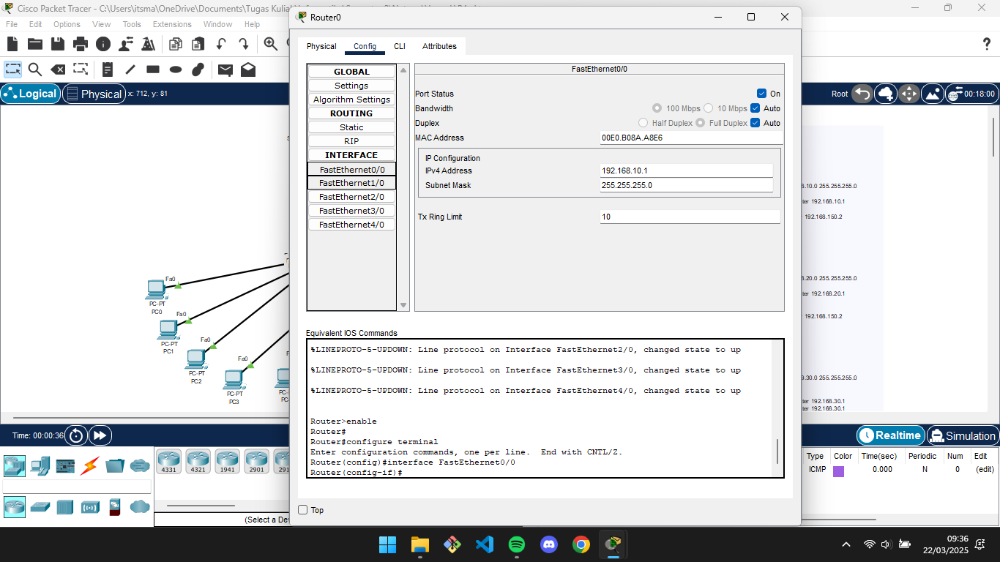 Cisco Packet Tracer - C:\Users\itsma\OneDrive\Documents\Tugas Kulia
Router0
File Edit Options View Tools Extensions Window Help
Physical Config CLI Attributes
Logical Physical x: 712, y: 81
Root 00:18:00
GLOBAL
Settings
Algorithm Settings
ROUTING
Static
RIP
INTERFACE
FastEthernet0/0
FastEthernet1/0
FastEthernet2/0
FastEthernet3/0
FastEthernet4/0
FastEthernet0/0
Port Status On
Bandwidth 100 Mbps 10 Mbps Auto
Duplex Half Duplex Full Duplex Auto
MAC Address 00E0.B08A.A8E6
IP Configuration
IPv4 Address 192.168.10.1
Subnet Mask 255.255.255.0
Tx Ring Limit 10
Equivalent IOS Commands
%LINEPROTO-5-UPDOWN: Line protocol on Interface FastEthernet2/0, changed state to up
%LINEPROTO-5-UPDOWN: Line protocol on Interface FastEthernet3/0, changed state to up
%LINEPROTO-5-UPDOWN: Line protocol on Interface FastEthernet4/0, changed state to up
Router>enable
Router#
Router#configure terminal
Enter configuration commands, one per line. End with CNTL/Z.
Router(config)#interface FastEthernet0/0
Router(config-if)#
Top
Fa0
PC-PT
PC0
Fa0
PC-PT
PC1
Fa0
PC-PT
PC2
Fa0
PC-PT
PC3
PC-
.10.0 255.255.255.0
ter 192.168.10.1
192.168.150.2
.20.0 255.255.255.0
ter 192.168.20.1
192.168.150.2
.30.0 255.255.255.0
ter 192.168.30.1
192.168.30.1
Time: 00:00:36
Realtime Simulation
4331 4321 1941 2901 291
(Select a De
Type Color Time(sec) Periodic Num Edit
ICMP 0.000 N 0 (edit)
09:36
22/03/2025